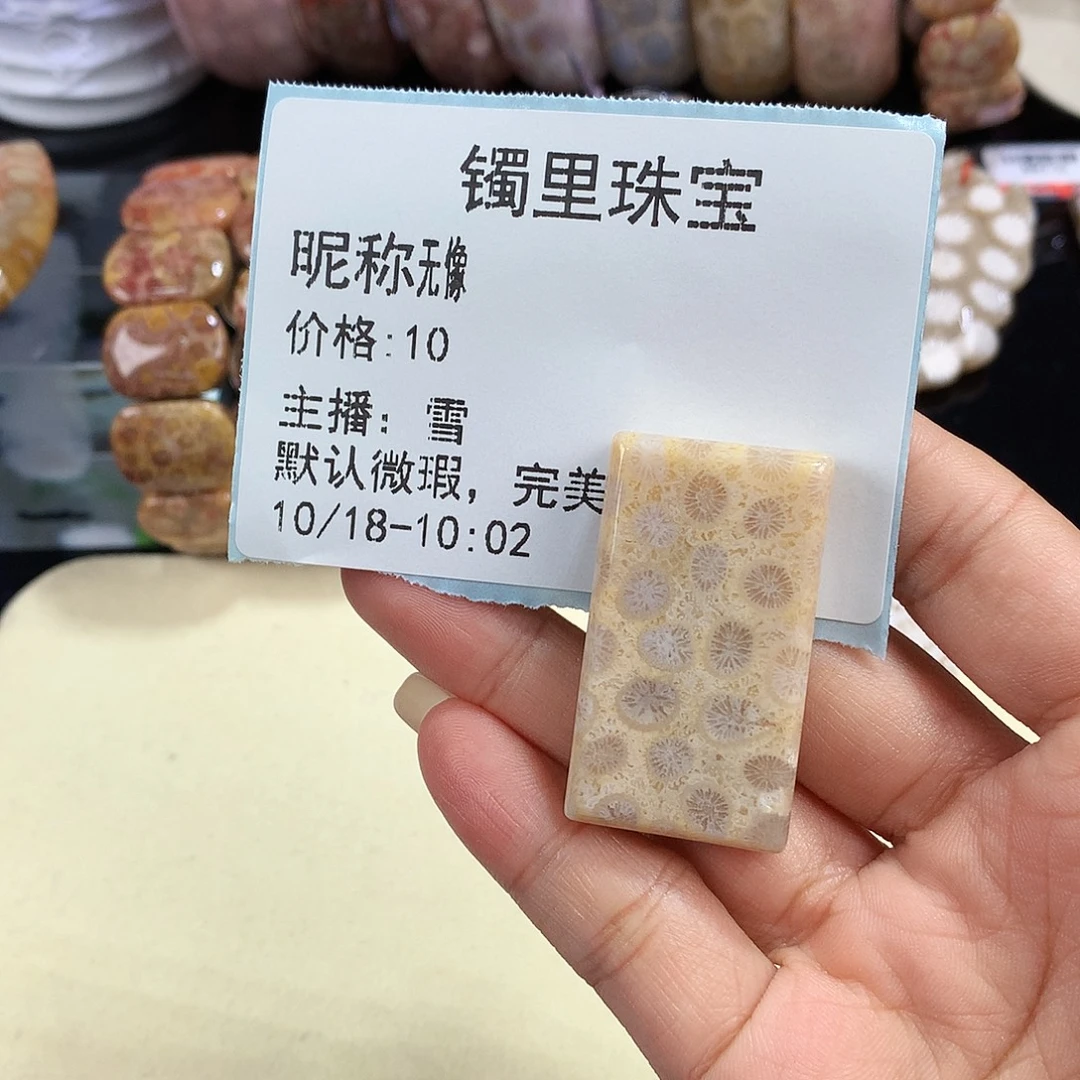 镯里珠宝
昵称无像
价格:10
主播：雪
默认微瑕，完美
10/18-10:02